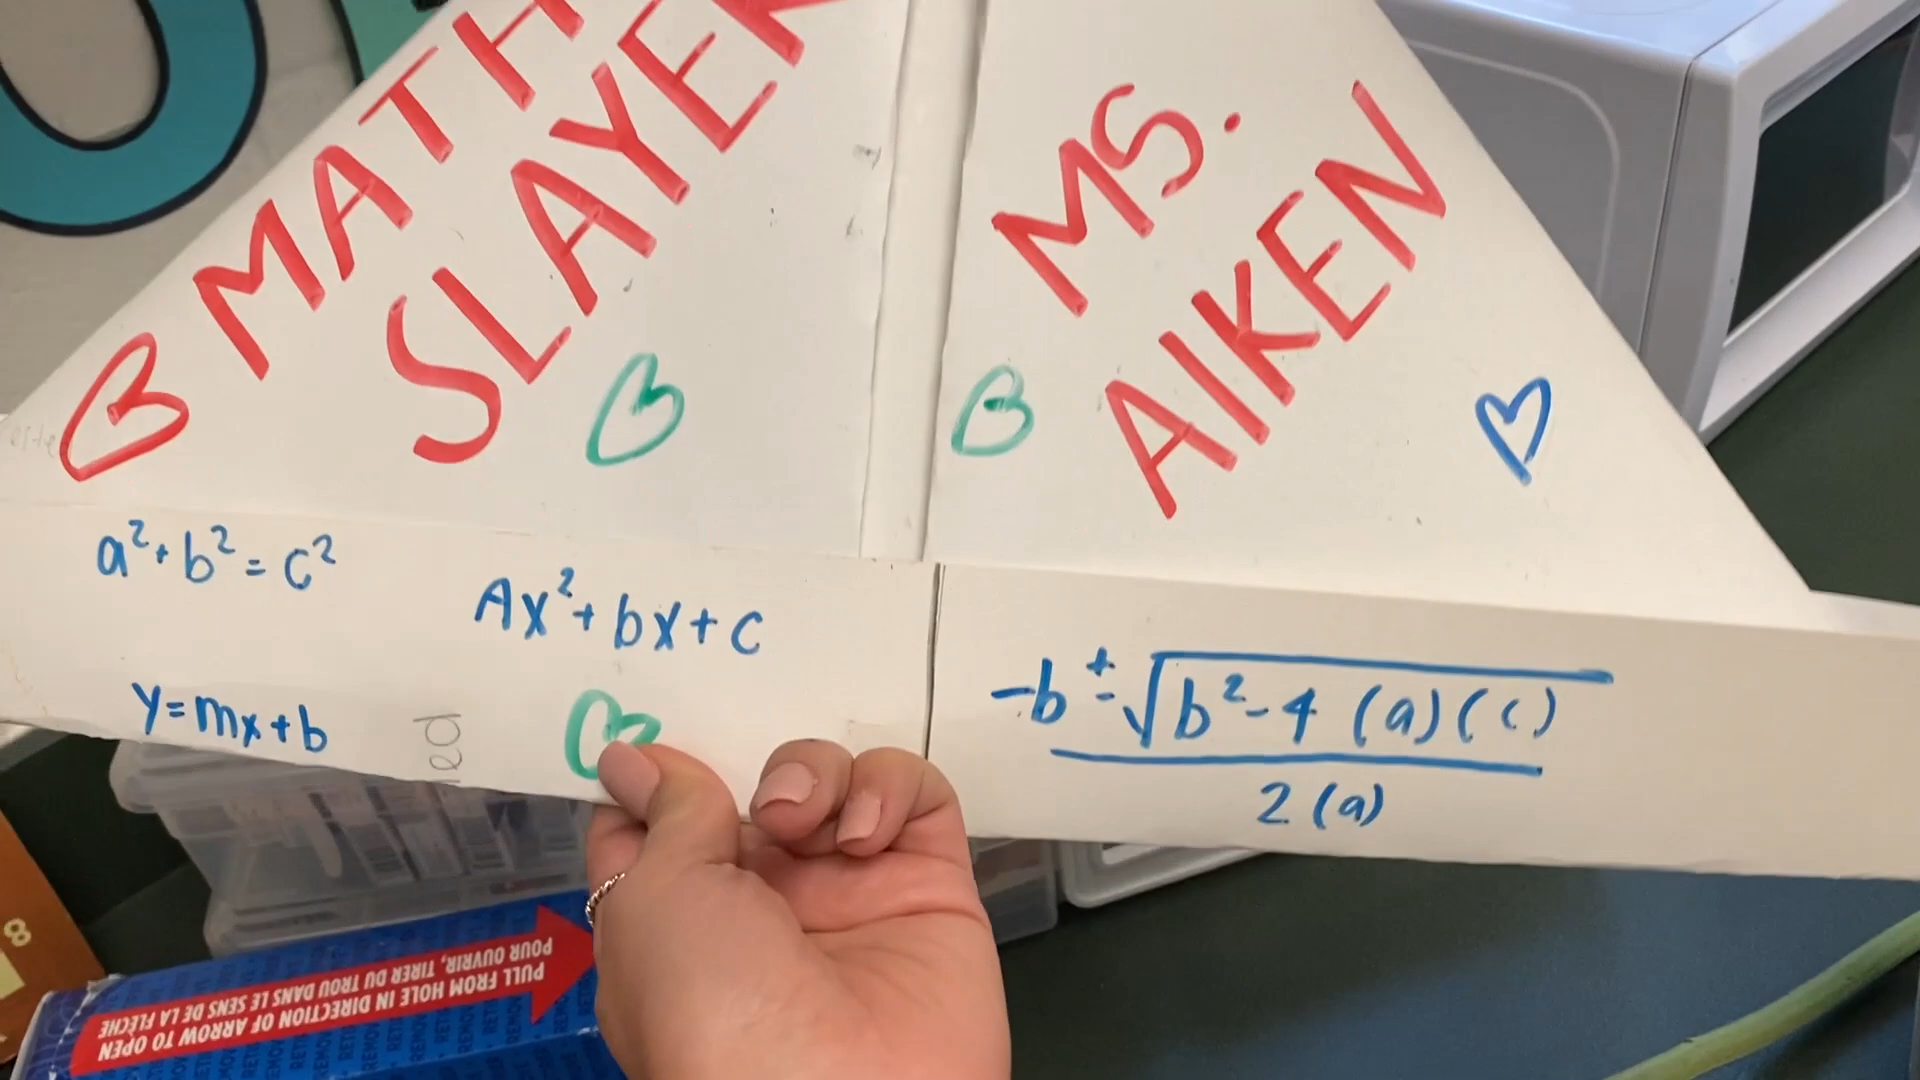 MATH
SLAYER
MS.
AIKEN
a²+b²=c²
Ax²+bx+c
y=mx+b
-b±√b²-4(a)(c)
2(a)
PULL FROM HOLE IN DIRECTION OF ARROW TO OPEN
POUR OUVRIR, TIRER DU TROU DANS LE SENS DE LA FLÈCHE
8